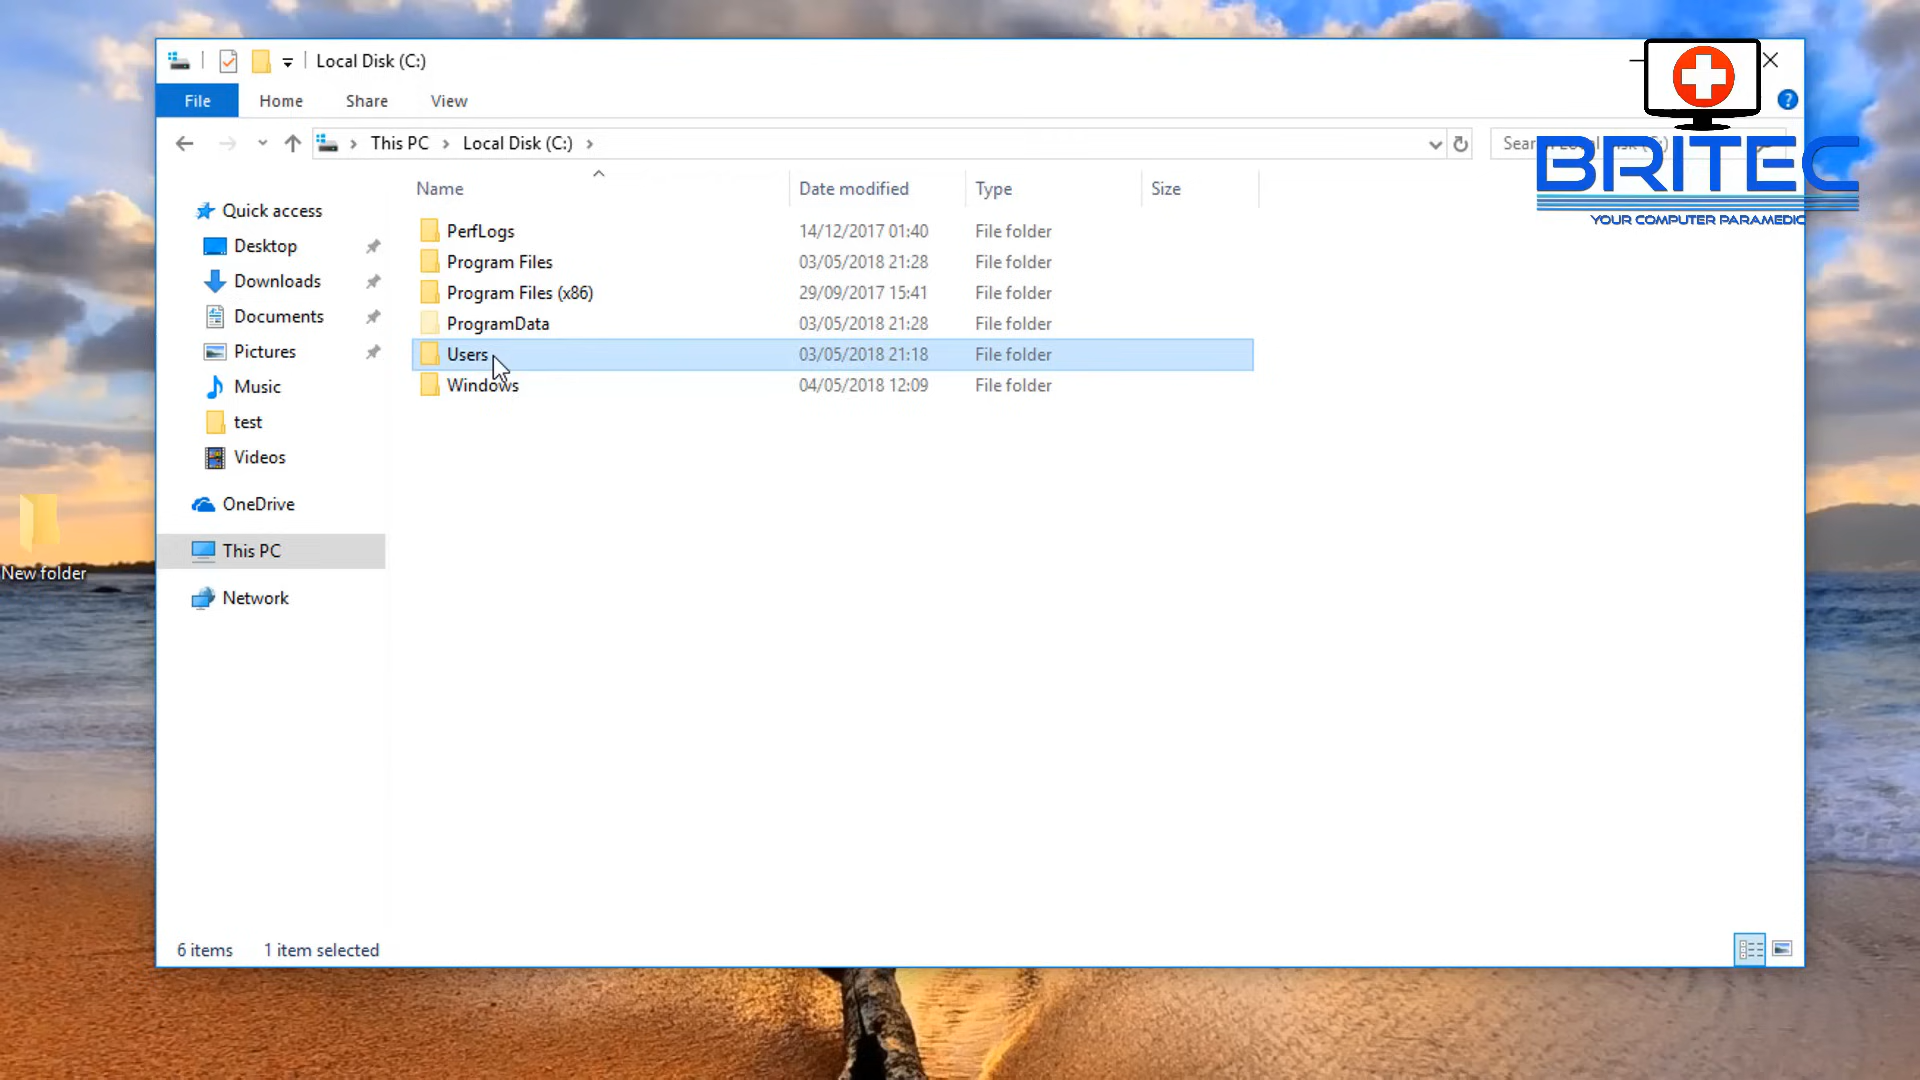 Local Disk (C:)
File Home Share View
This PC Local Disk (C:)
BRITEC
YOUR COMPUTER PARAMEDIC
Name Date modified Type Size
Quick access
Desktop
Downloads
Documents
Pictures
Music
test
Videos
OneDrive
This PC
Network
PerfLogs 14/12/2017 01:40 File folder
Program Files 03/05/2018 21:28 File folder
Program Files (x86) 29/09/2017 15:41 File folder
ProgramData 03/05/2018 21:28 File folder
Users 03/05/2018 21:18 File folder
Windows 04/05/2018 12:09 File folder
New folder
6 items 1 item selected